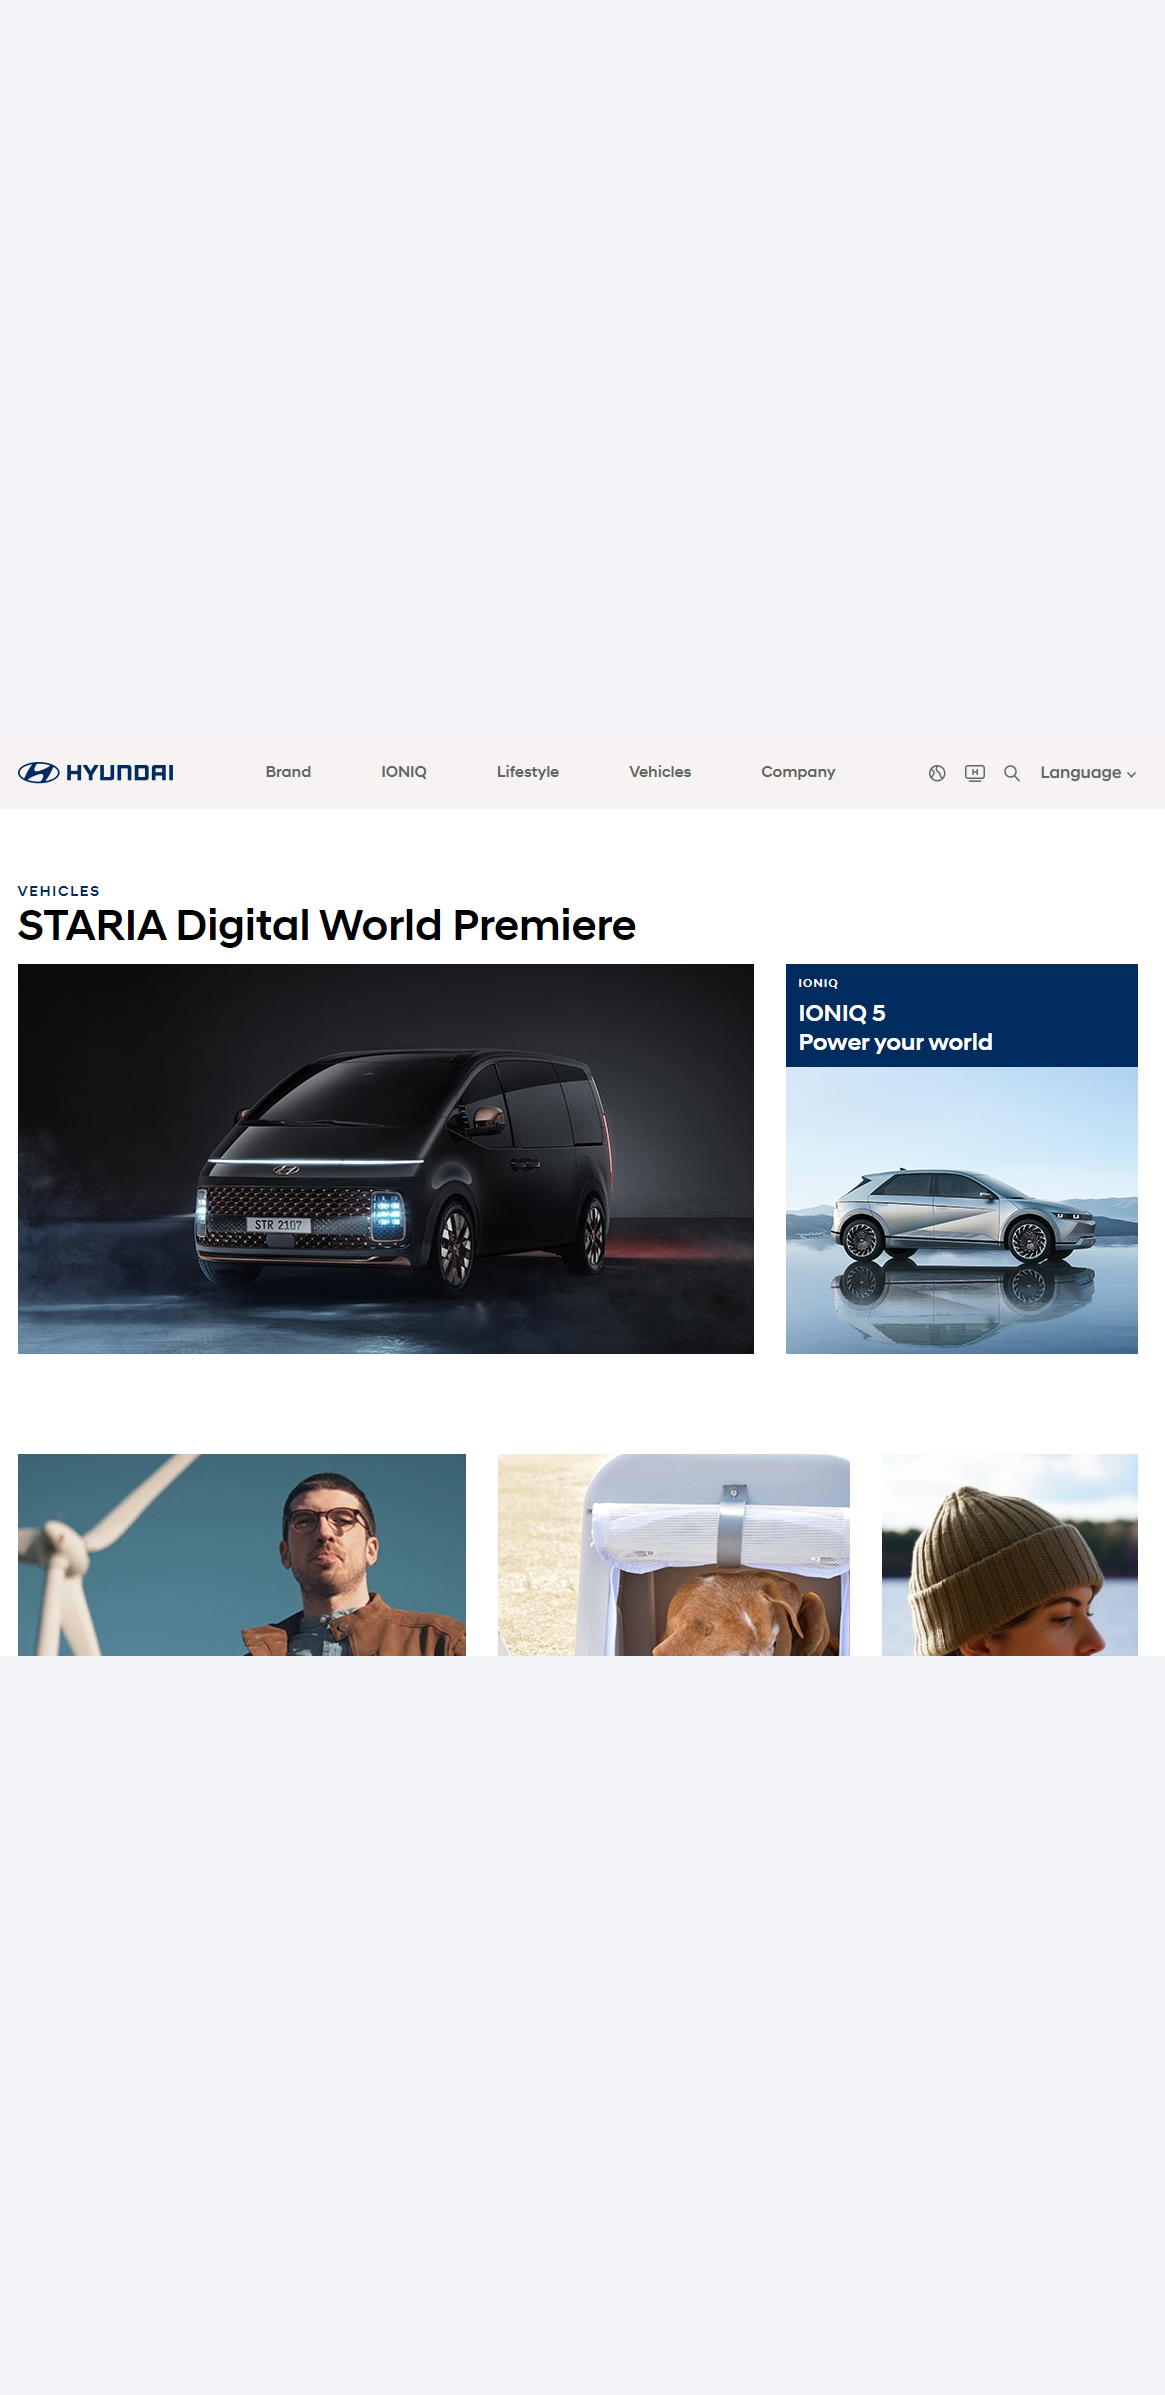 HYUNDAI
Brand
IONIQ
Lifestyle
Vehicles
Company
Language
VEHICLES
STARIA Digital World Premiere
STR 2107
IONIQ
IONIQ 5
Power your world